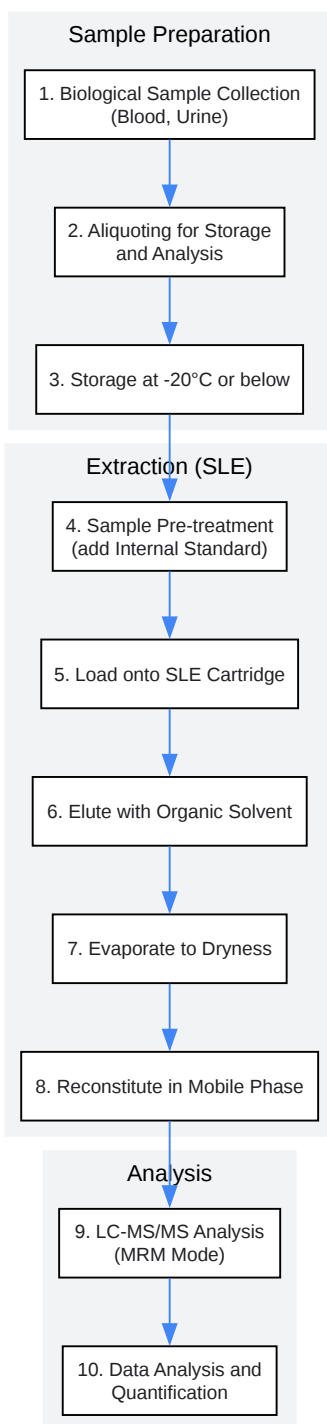 Sample Preparation
1. Biological Sample Collection
(Blood, Urine)
2. Aliquoting for Storage
and Analysis
3. Storage at -20°C or below
Extraction (SLE)
4. Sample Pre-treatment
(add Internal Standard)
5. Load onto SLE Cartridge
6. Elute with Organic Solvent
7. Evaporate to Dryness
8. Reconstitute in Mobile Phase
Analysis
9. LC-MS/MS Analysis
(MRM Mode)
10. Data Analysis and
Quantification